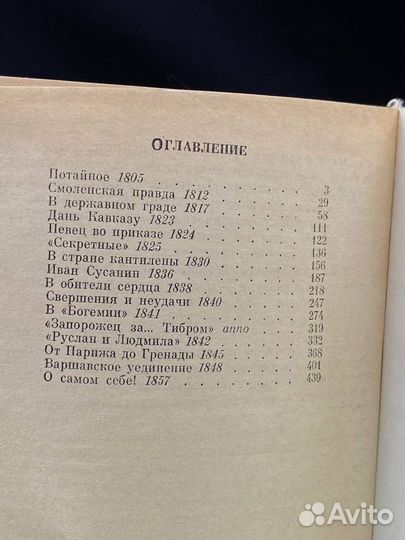 ОГЛАВЛЕНИЕ
Потайное 1805 . . . . . . . . . . 3
Смоленская правда 1812 . . . . . . 29
В державном граде 1817 . . . . . . 58
Дань Кавказу 1823 . . . . . . . . 111
Певец во приказе 1824 . . . . . . 122
«Секретные» 1825 . . . . . . . . . 136
В стране кантилены 1830 . . . . . 156
Иван Сусанин 1836 . . . . . . . . 187
В обители сердца 1838 . . . . . . 218
Свершения и неудачи 1840 . . . . . 247
В «Богемии» 1841 . . . . . . . . . 274
«Запорожец за... Тибром» anno . . 319
«Руслан и Людмила» 1842 . . . . . 332
От Парижа до Гренады 1845 . . . . 368
Варшавское уединение 1848 . . . . 401
О самом себе! 1857 . . . . . . . . 439
Avito